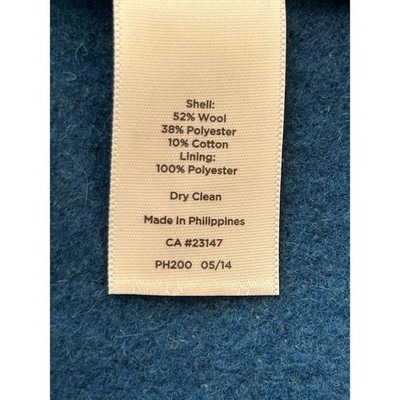 Shell:
52% Wool
38% Polyester
10% Cotton
Lining:
100% Polyester
Dry Clean
Made In Philippines
CA #23147
PH200 05/14